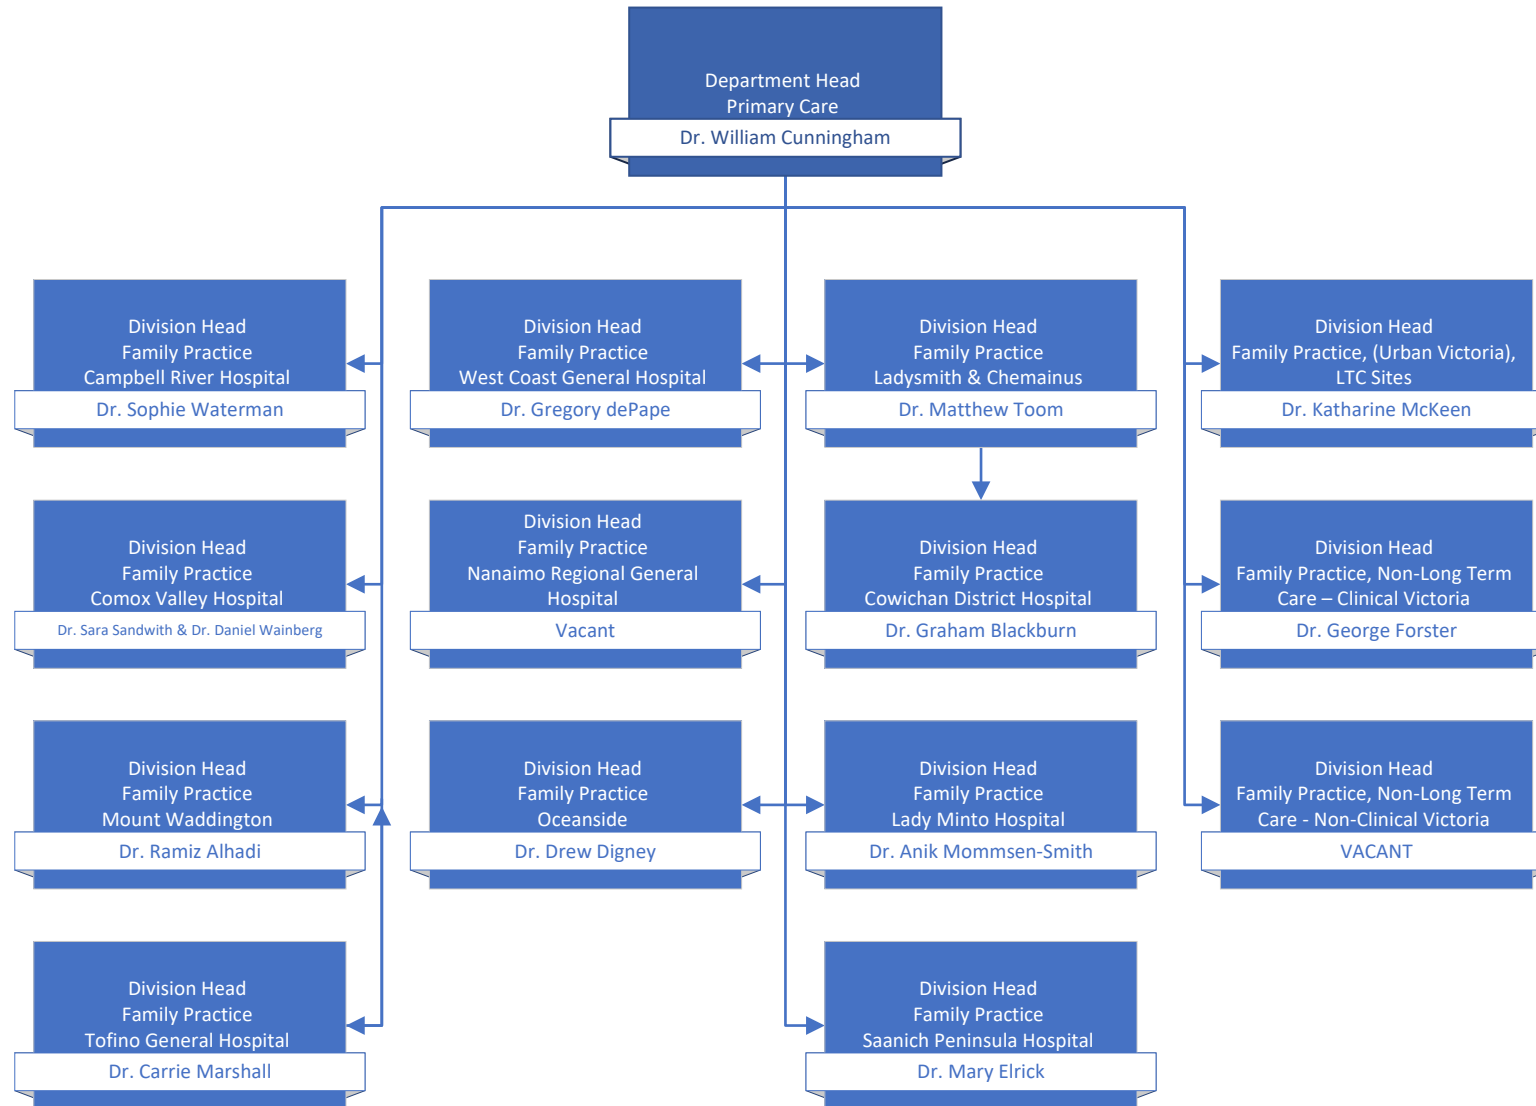 Department Head
Primary Care
Dr. William Cunningham
Division Head
Family Practice
Campbell River Hospital
Dr. Sophie Waterman
Division Head
Family Practice
West Coast General Hospital
Dr. Gregory dePape
Division Head
Family Practice
Ladysmith & Chemainus
Dr. Matthew Toom
Division Head
Family Practice, (Urban Victoria),
LTC Sites
Dr. Katharine McKeen
Division Head
Family Practice
Comox Valley Hospital
Dr. Sara Sandwith & Dr. Daniel Wainberg
Division Head
Family Practice
Nanaimo Regional General
Hospital
Vacant
Division Head
Family Practice
Cowichan District Hospital
Dr. Graham Blackburn
Division Head
Family Practice, Non-Long Term
Care – Clinical Victoria
Dr. George Forster
Division Head
Family Practice
Mount Waddington
Dr. Ramiz Alhadi
Division Head
Family Practice
Oceanside
Dr. Drew Digney
Division Head
Family Practice
Lady Minto Hospital
Dr. Anik Mommsen-Smith
Division Head
Family Practice, Non-Long Term
Care - Non-Clinical Victoria
VACANT
Division Head
Family Practice
Tofino General Hospital
Dr. Carrie Marshall
Division Head
Family Practice
Saanich Peninsula Hospital
Dr. Mary Elrick